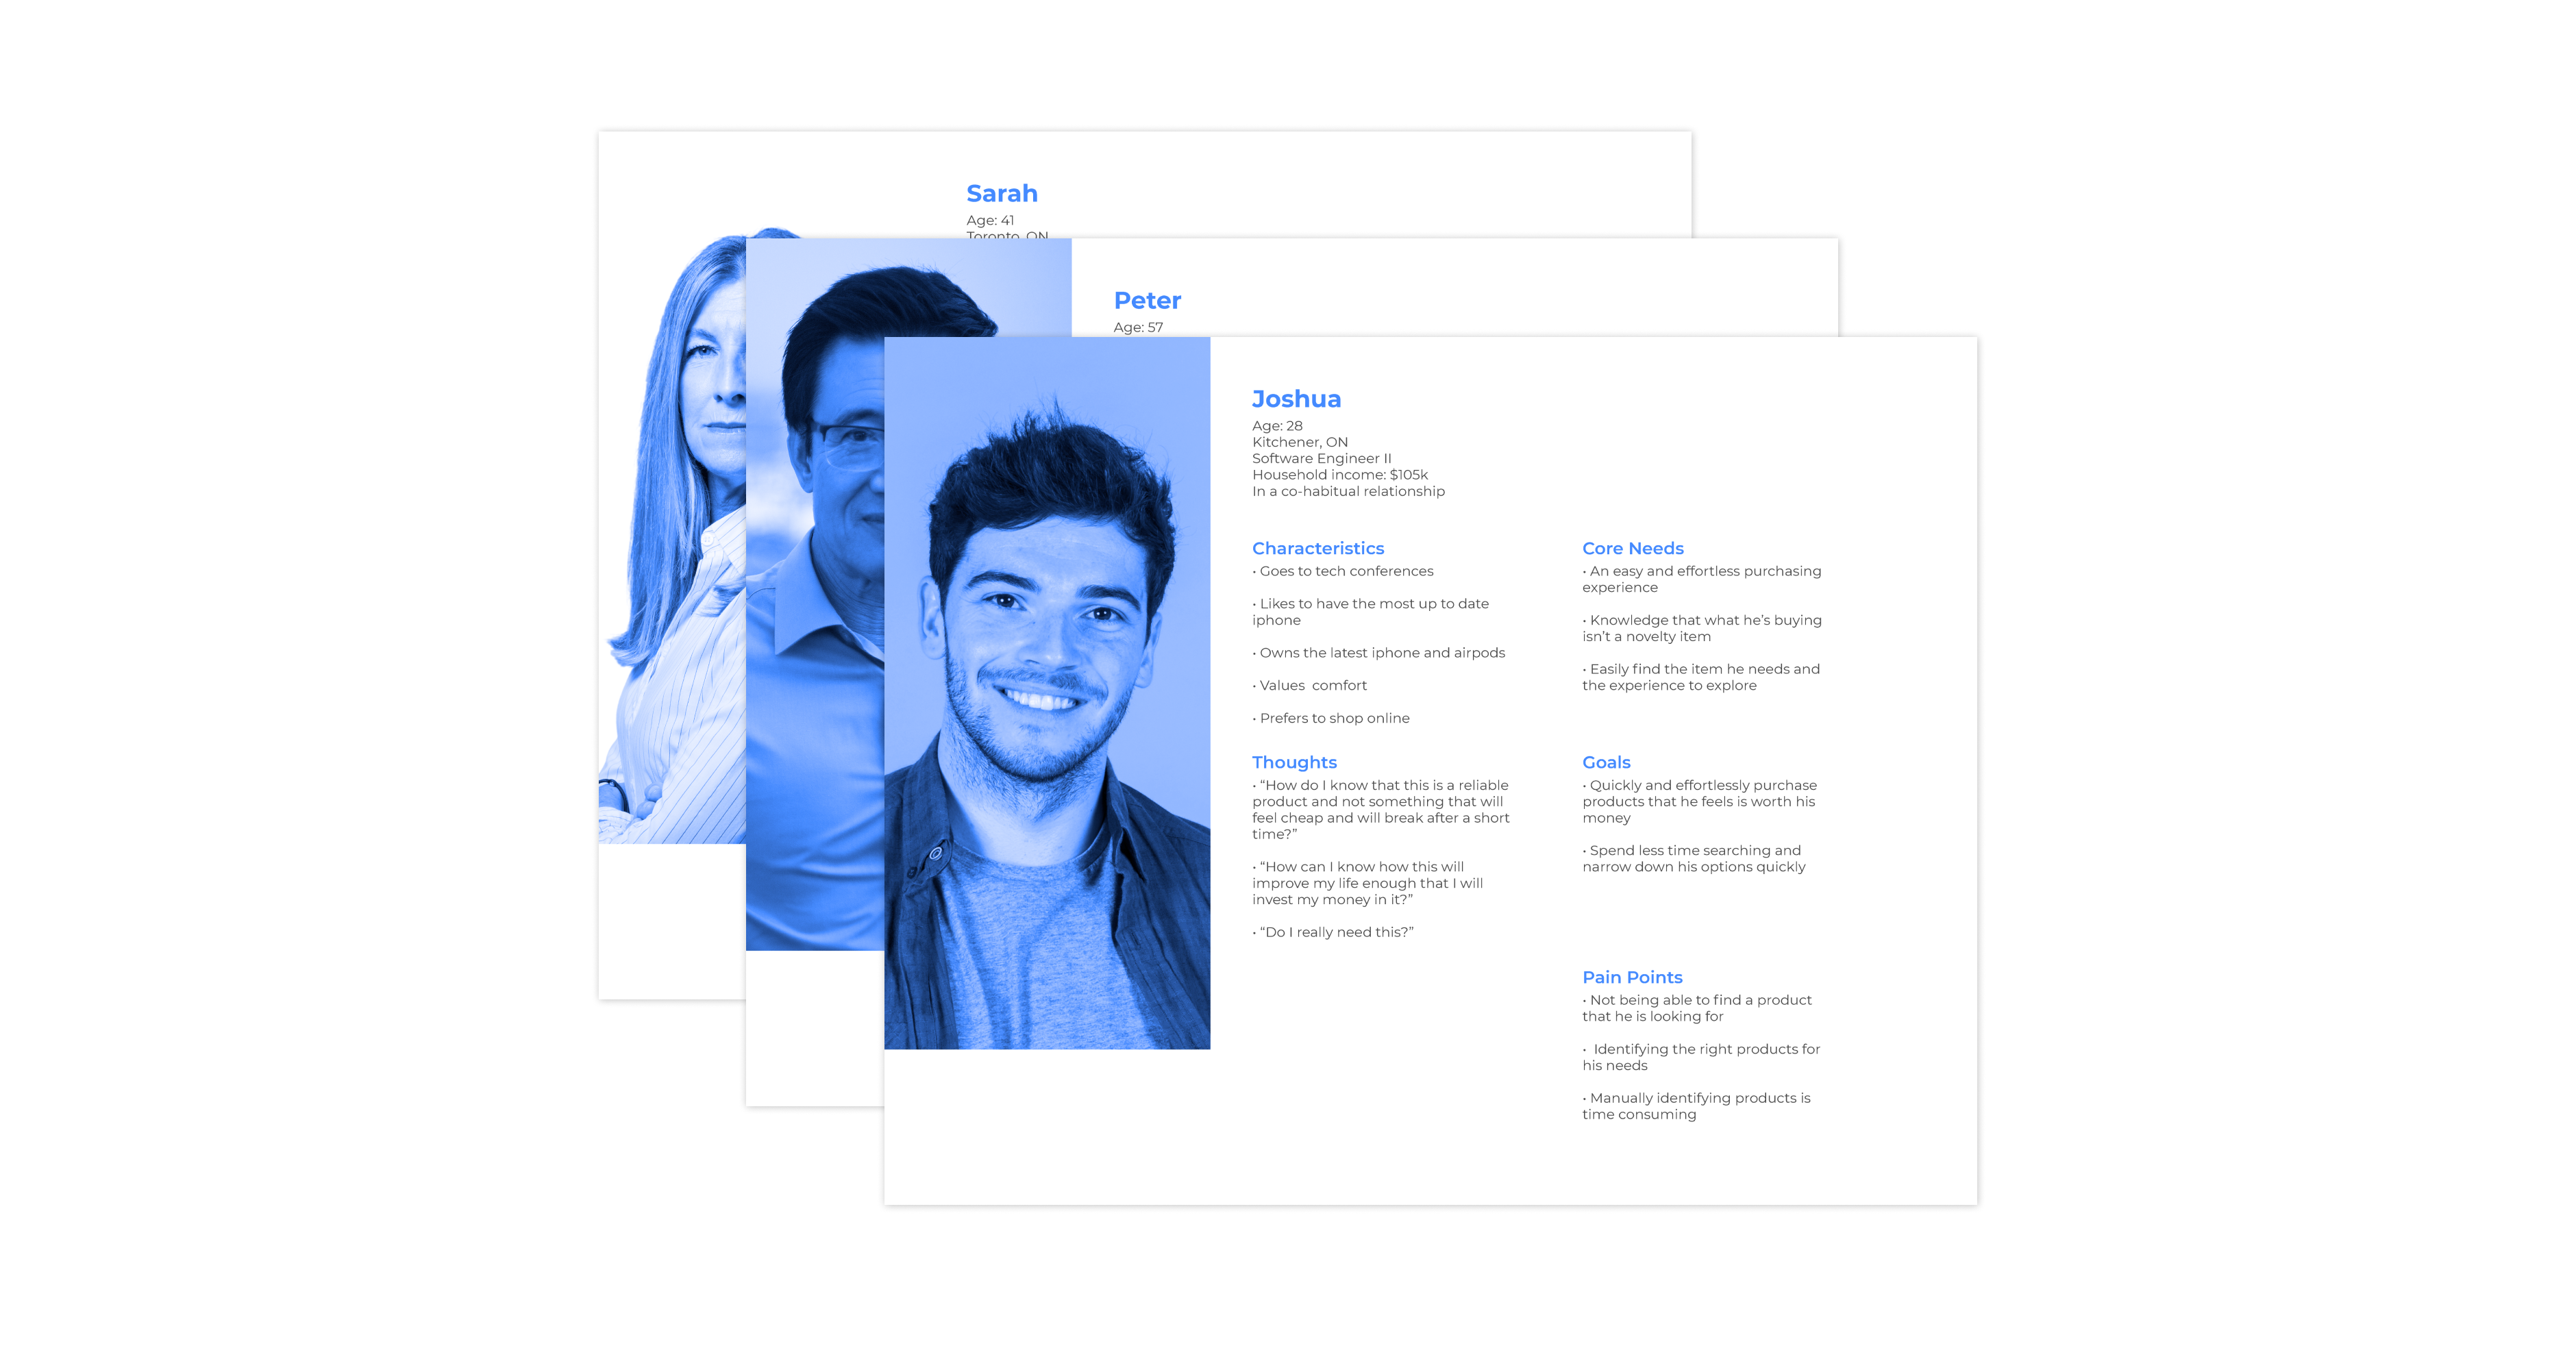 Sarah
Age: 41
Toronto, ON
Peter
Age: 57
Joshua
Age: 28
Kitchener, ON
Software Engineer II
Household income: $105k
In a co-habitual relationship
Characteristics
• Goes to tech conferences
• Likes to have the most up to date
iphone
• Owns the latest iphone and airpods
• Values  comfort
• Prefers to shop online
Thoughts
• “How do I know that this is a reliable
product and not something that will
feel cheap and will break after a short
time?”
• “How can I know how this will
improve my life enough that I will
invest my money in it?”
• “Do I really need this?”
Core Needs
• An easy and effortless purchasing
experience
• Knowledge that what he’s buying
isn’t a novelty item
• Easily find the item he needs and
the experience to explore
Goals
• Quickly and effortlessly purchase
products that he feels is worth his
money
• Spend less time searching and
narrow down his options quickly
Pain Points
• Not being able to find a product
that he is looking for
•  Identifying the right products for
his needs
• Manually identifying products is
time consuming